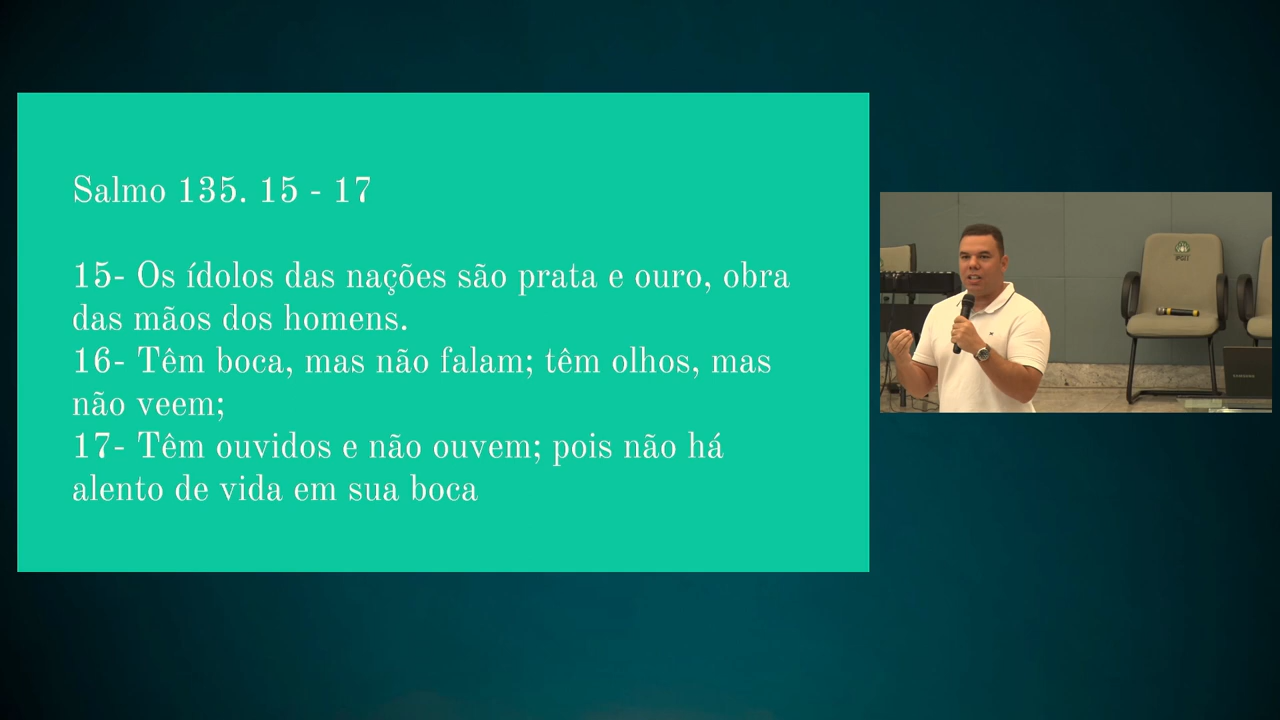 Salmo 135. 15 - 17
15- Os ídolos das nações são prata e ouro, obra
das mãos dos homens.
16- Têm boca, mas não falam; têm olhos, mas
não veem;
17- Têm ouvidos e não ouvem; pois não há
alento de vida em sua boca
SAMSUNG